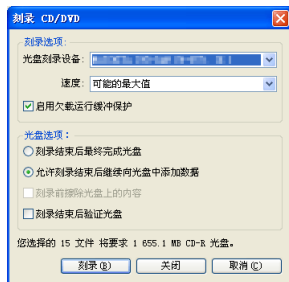 刻录 CD/DVD
刻录选项:
光盘刻录设备:
速度: 可能的最大值
启用欠载运行缓冲保护
光盘选项:
刻录结束后最终完成光盘
允许刻录结束后继续向光盘中添加数据
刻录前擦除光盘上的内容
刻录结束后验证光盘
您选择的 15 文件 将要求 1 655.1 MB CD-R 光盘。
刻录(B) 关闭 取消(C)